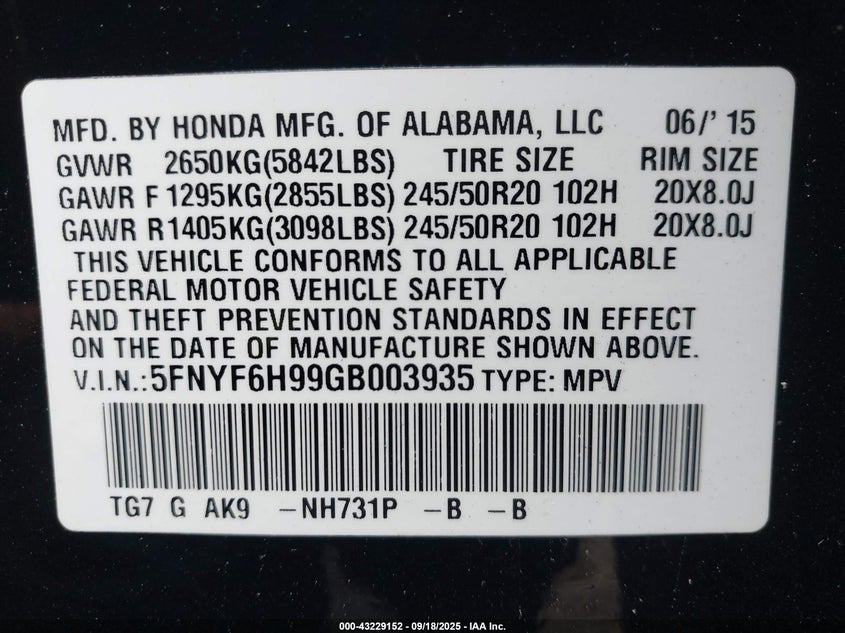 MFD. BY HONDA MFG. OF ALABAMA, LLC 06/' 15
GVWR 2650KG(5842LBS) TIRE SIZE RIM SIZE
GAWR F 1295KG(2855LBS) 245/50R20 102H 20X8.0J
GAWR R1405KG(3098LBS) 245/50R20 102H 20X8.0J
THIS VEHICLE CONFORMS TO ALL APPLICABLE
FEDERAL MOTOR VEHICLE SAFETY
AND THEFT PREVENTION STANDARDS IN EFFECT
ON THE DATE OF MANUFACTURE SHOWN ABOVE.
V.I.N.:5FNYF6H99GB003935 TYPE: MPV
TG7 G AK9 -NH731P -B -B
000-43229152 - 09/18/2025 - IAA Inc.